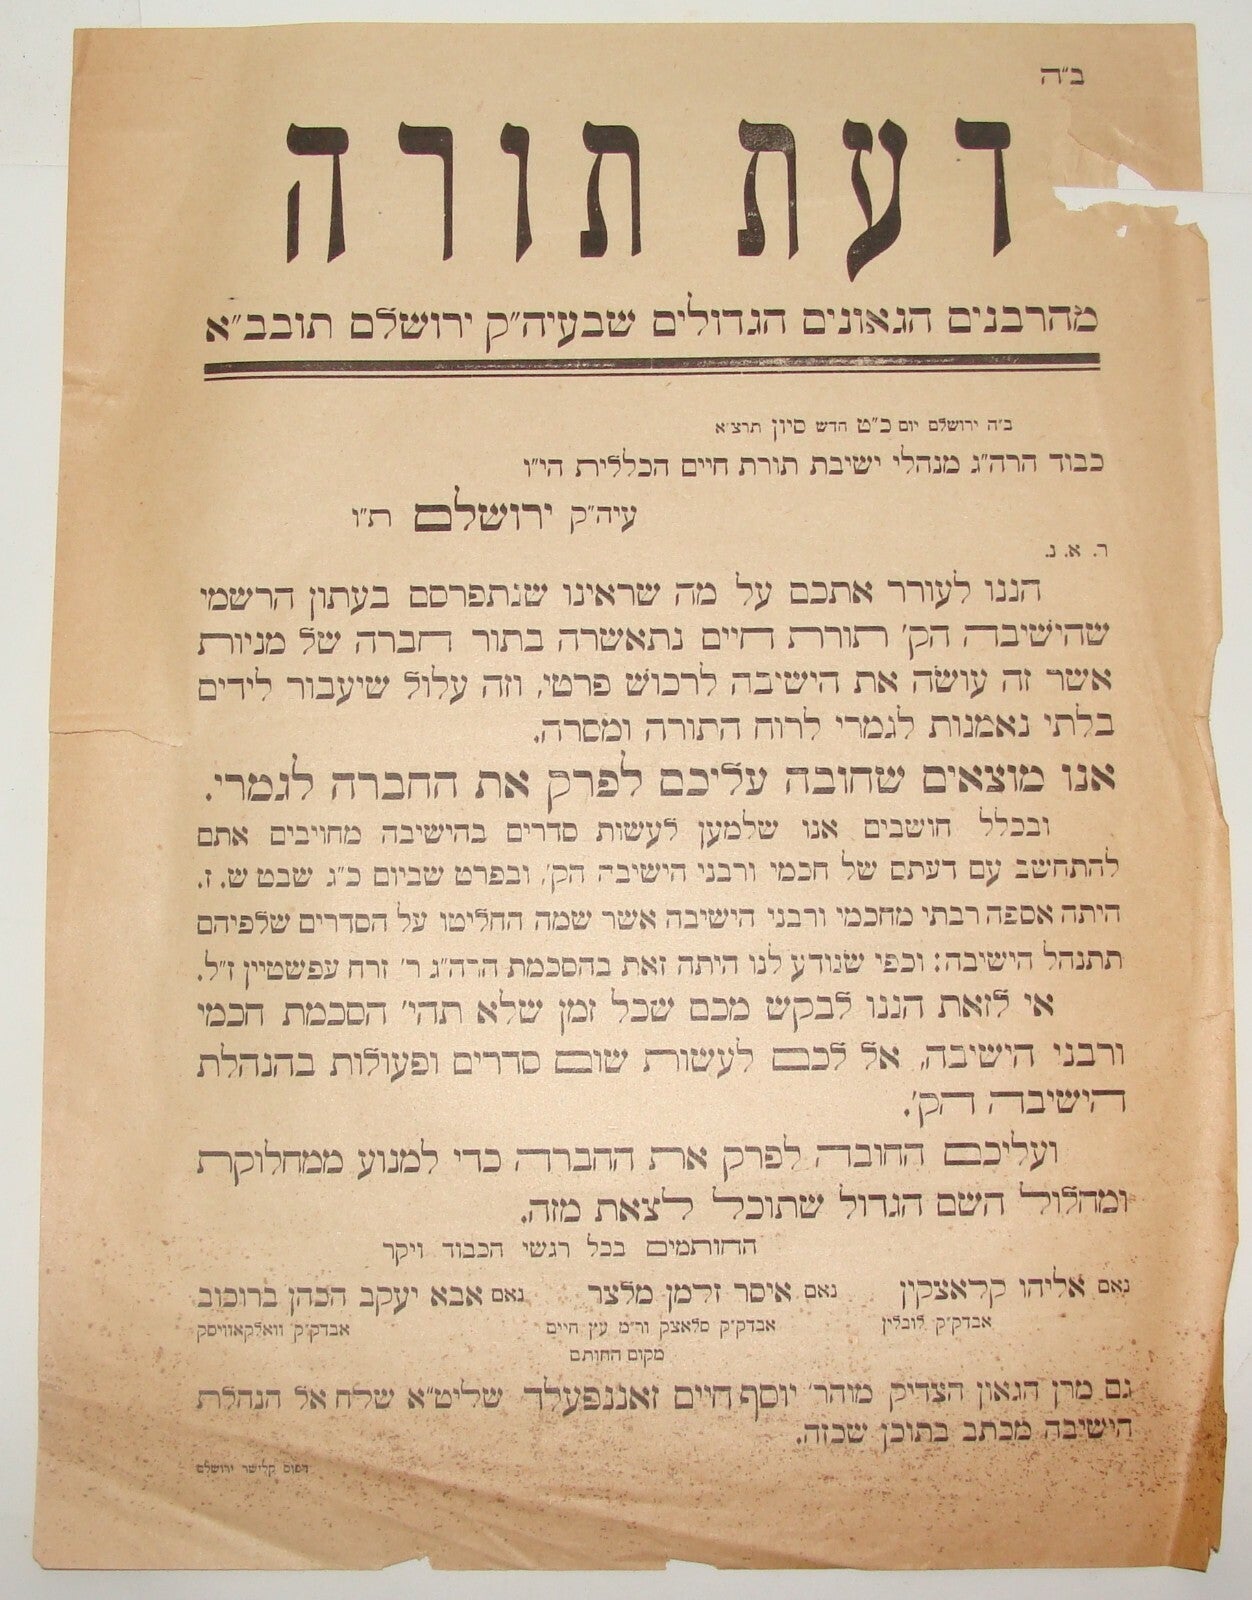 ב"ה
דעת תורה
מהרבנים הגאונים הגדולים שבעיה"ק ירושלם תובב"א
ב"ה ירושלם יום כ"ט חדש סיון תרצ"א
כבוד הרה"ג מנהלי ישיבת תורת חיים הכללית הי"ו
עיה"ק ירושלם ת"ו
ר. א. נ.
הננו לעורר אתכם על מה שראינו שנתפרסם בעתון הרשמי
שהישיבה הק' תורת חיים נתאשרה בתור חברה של מניות
אשר זה עושה את הישיבה לרכוש פרטי, וזה עלול שיעבור לידים
בלתי נאמנות לגמרי לרוח התורה ומסרה.
אנו מוצאים שחובה עליכם לפרק את החברה לגמרי.
ובכלל חושבים אנו שלמען לעשות סדרים בהישיבה מחויבים אתם
להתחשב עם דעתם של חכמי ורבני הישיבה הק', ובפרט שביום כ"ג שבט ש. ז.
היתה אספה רבתי מחכמי ורבני הישיבה אשר שמה החליטו על הסדרים שלפיהם
תתנהל הישיבה: וכפי שנודע לנו היתה זאת בהסכמת הרה"ג ר' זרח עפשטיין ז"ל.
אי לזאת הננו לבקש מכם שכל זמן שלא תהי' הסכמת חכמי
ורבני הישיבה, אל לכם לעשות שום סדרים ופעולות בהנהלת
הישיבה הק'.
ועליכם החובה לפרק את החברה כדי למנוע ממחלוקת
ומהלול השם הגדול שתוכל לצאת מזה.
החותמים בכל רגשי הכבוד ויקר
נאם אליהו קלאצקין נאם איסר זלמן מלצר נאם אבא יעקב הכהן ברוכוב
אבדק"ק לובלין אבדק"ק סלאצק ור"מ עץ חיים אבדק"ק וואלקאוויסק
מקום החותם
גם מרן הגאון הצדיק מוהר' יוסף חיים זאננפעלד שליט"א שלח אל הנהלת
הישיבה מכתב בתוכן שכזה.
דפוס קלישר ירושלם